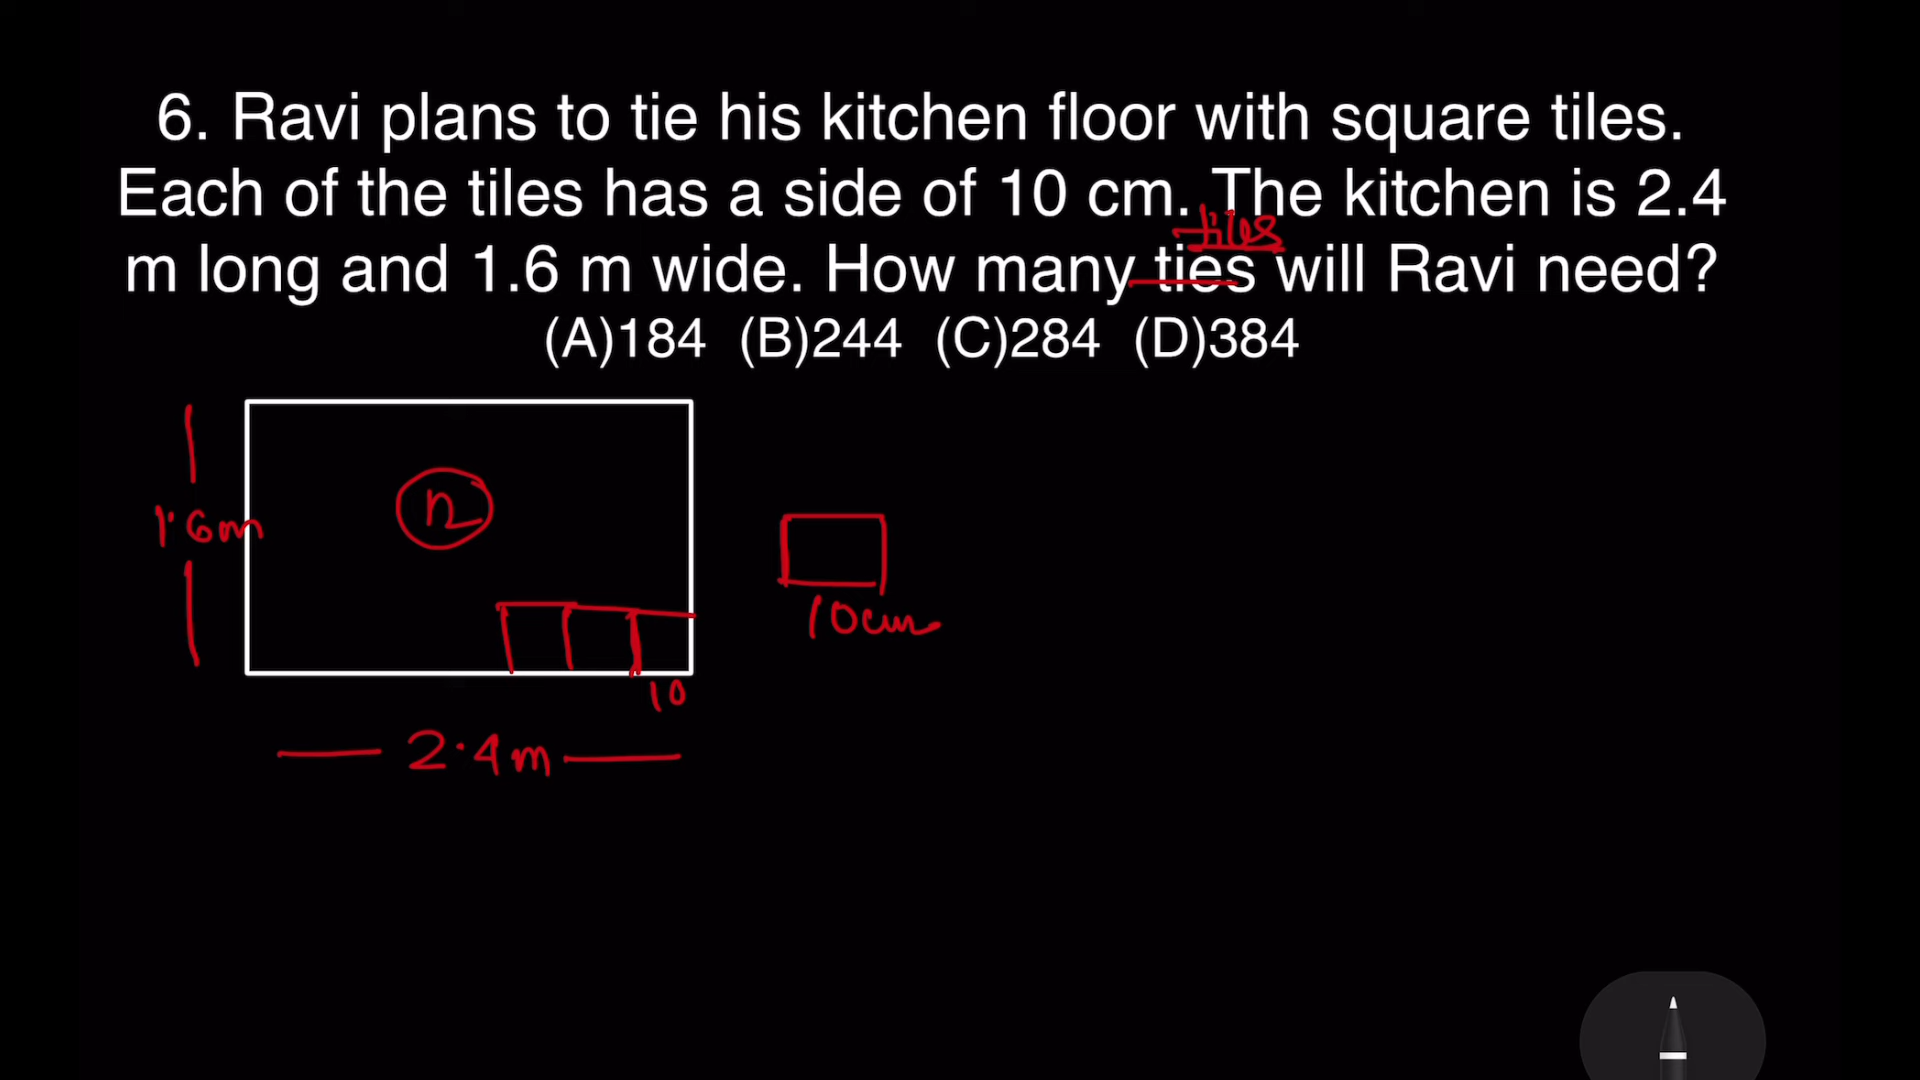 6. Ravi plans to tie his kitchen floor with square tiles.
Each of the tiles has a side of 10 cm. The kitchen is 2.4
tiles
m long and 1.6 m wide. How many ties will Ravi need?
(A)184 (B)244 (C)284 (D)384
n
1.6m
10cm
10
2.4m